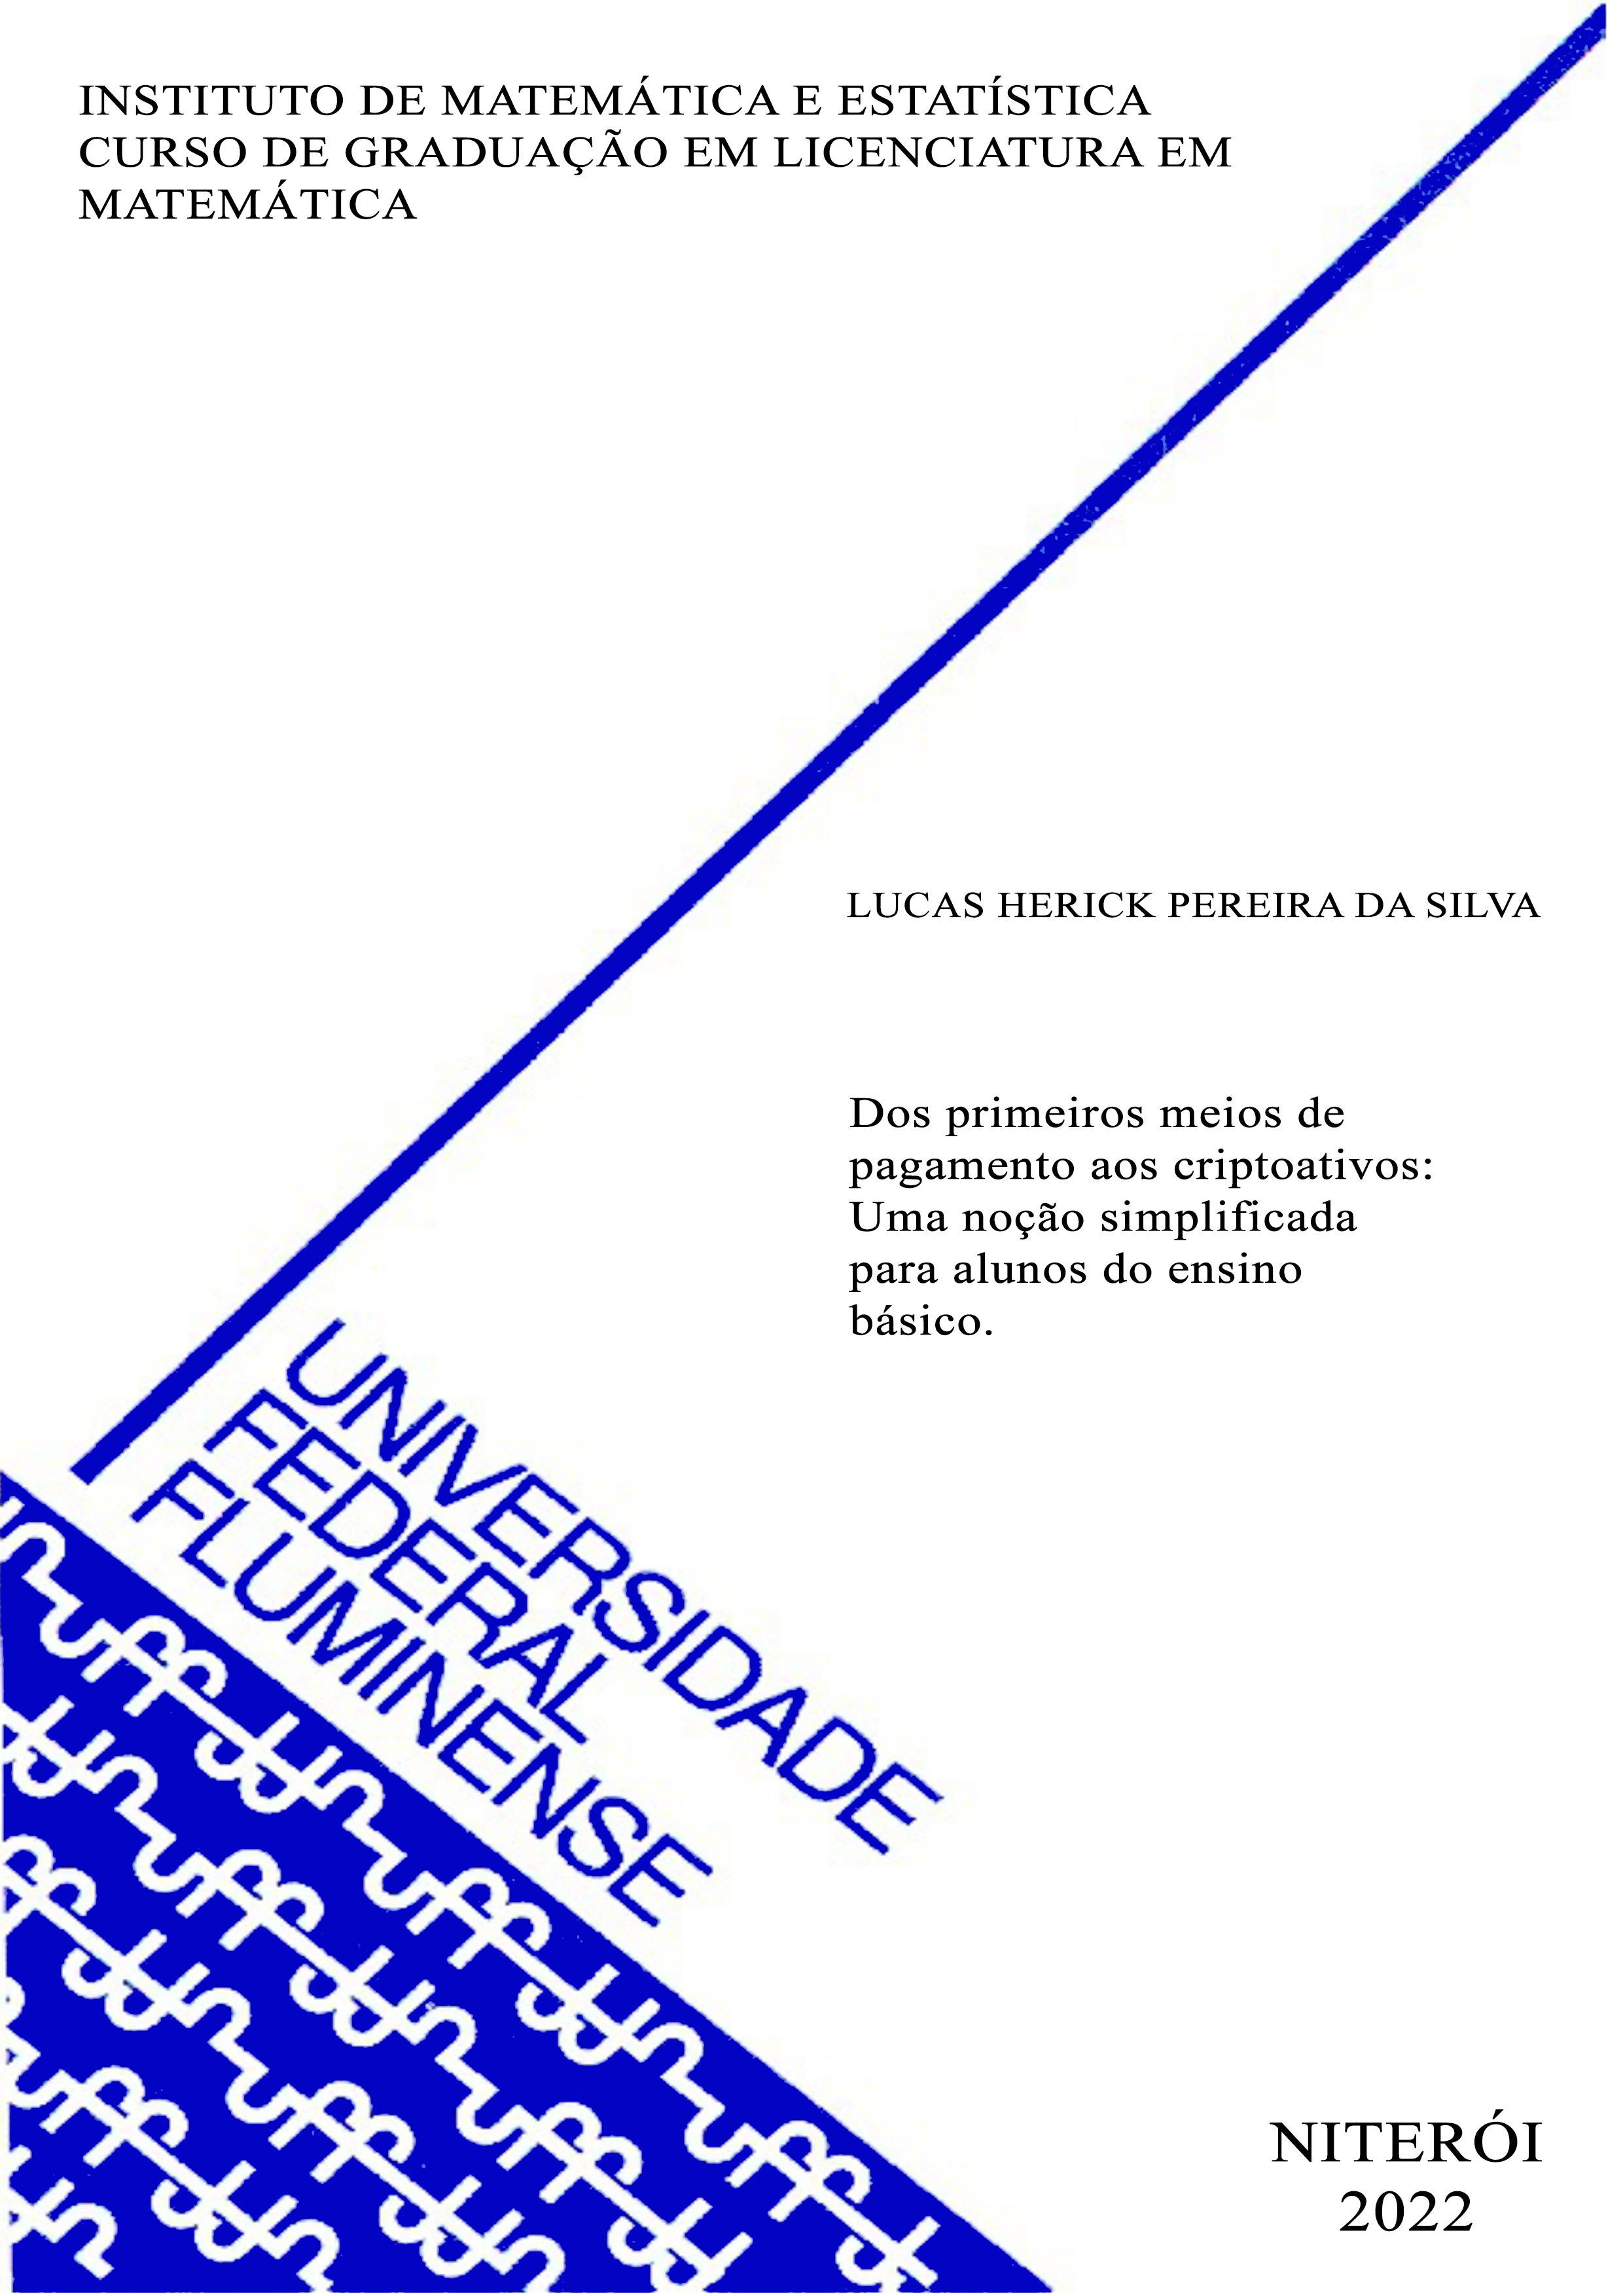 INSTITUTO DE MATEMÁTICA E ESTATÍSTICA
CURSO DE GRADUAÇÃO EM LICENCIATURA EM
MATEMÁTICA
LUCAS HERICK PEREIRA DA SILVA
Dos primeiros meios de
pagamento aos criptoativos:
Uma noção simplificada
para alunos do ensino
básico.
UNIVERSIDADE
FEDERAL
FLUMINENSE
NITERÓI
2022